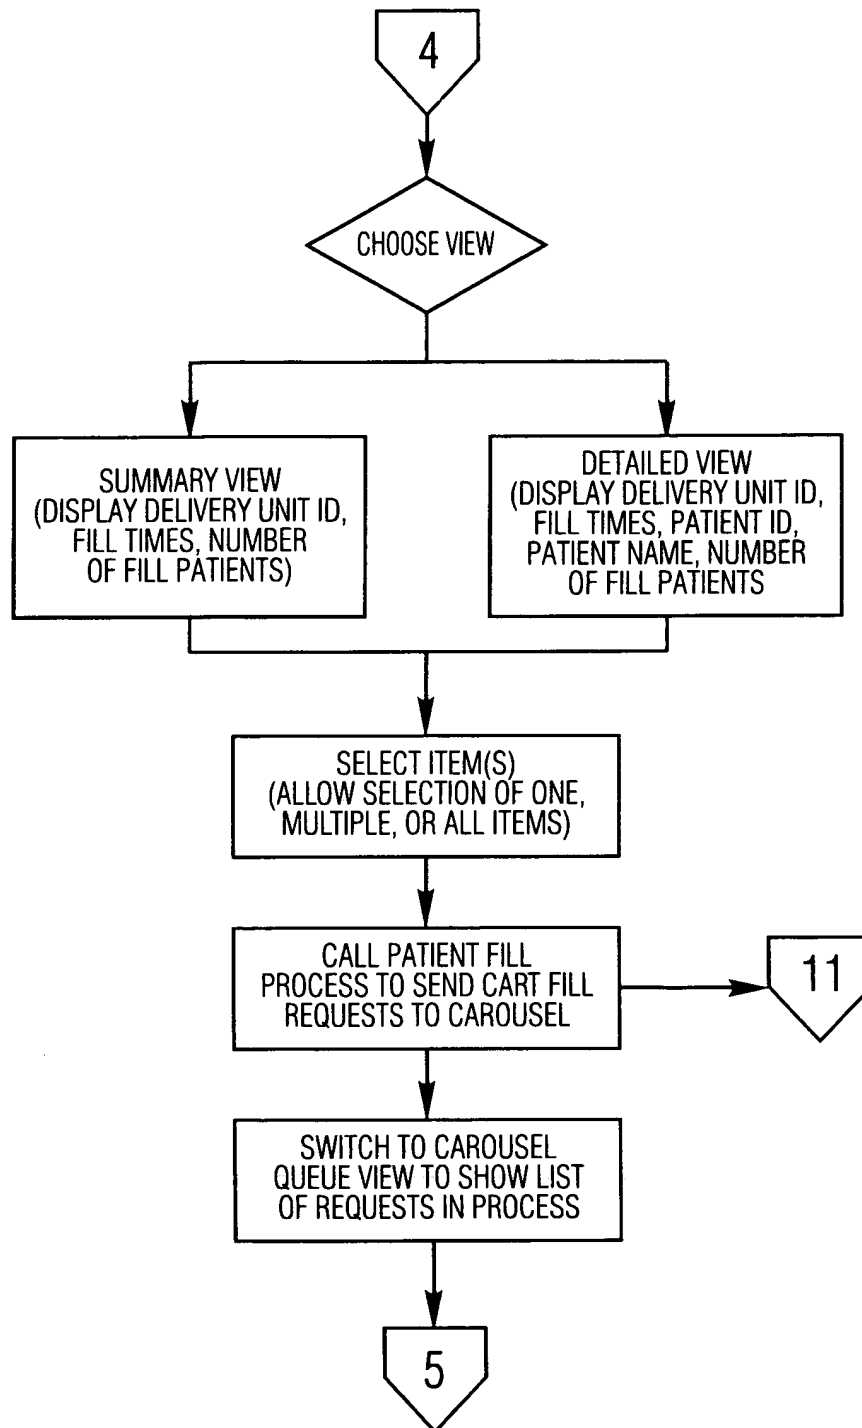 4
CHOOSE VIEW
SUMMARY VIEW
(DISPLAY DELIVERY UNIT ID,
FILL TIMES, NUMBER
OF FILL PATIENTS)
DETAILED VIEW
(DISPLAY DELIVERY UNIT ID,
FILL TIMES, PATIENT ID,
PATIENT NAME, NUMBER
OF FILL PATIENTS
SELECT ITEM(S)
(ALLOW SELECTION OF ONE,
MULTIPLE, OR ALL ITEMS)
CALL PATIENT FILL
PROCESS TO SEND CART FILL
REQUESTS TO CAROUSEL
11
SWITCH TO CAROUSEL
QUEUE VIEW TO SHOW LIST
OF REQUESTS IN PROCESS
5